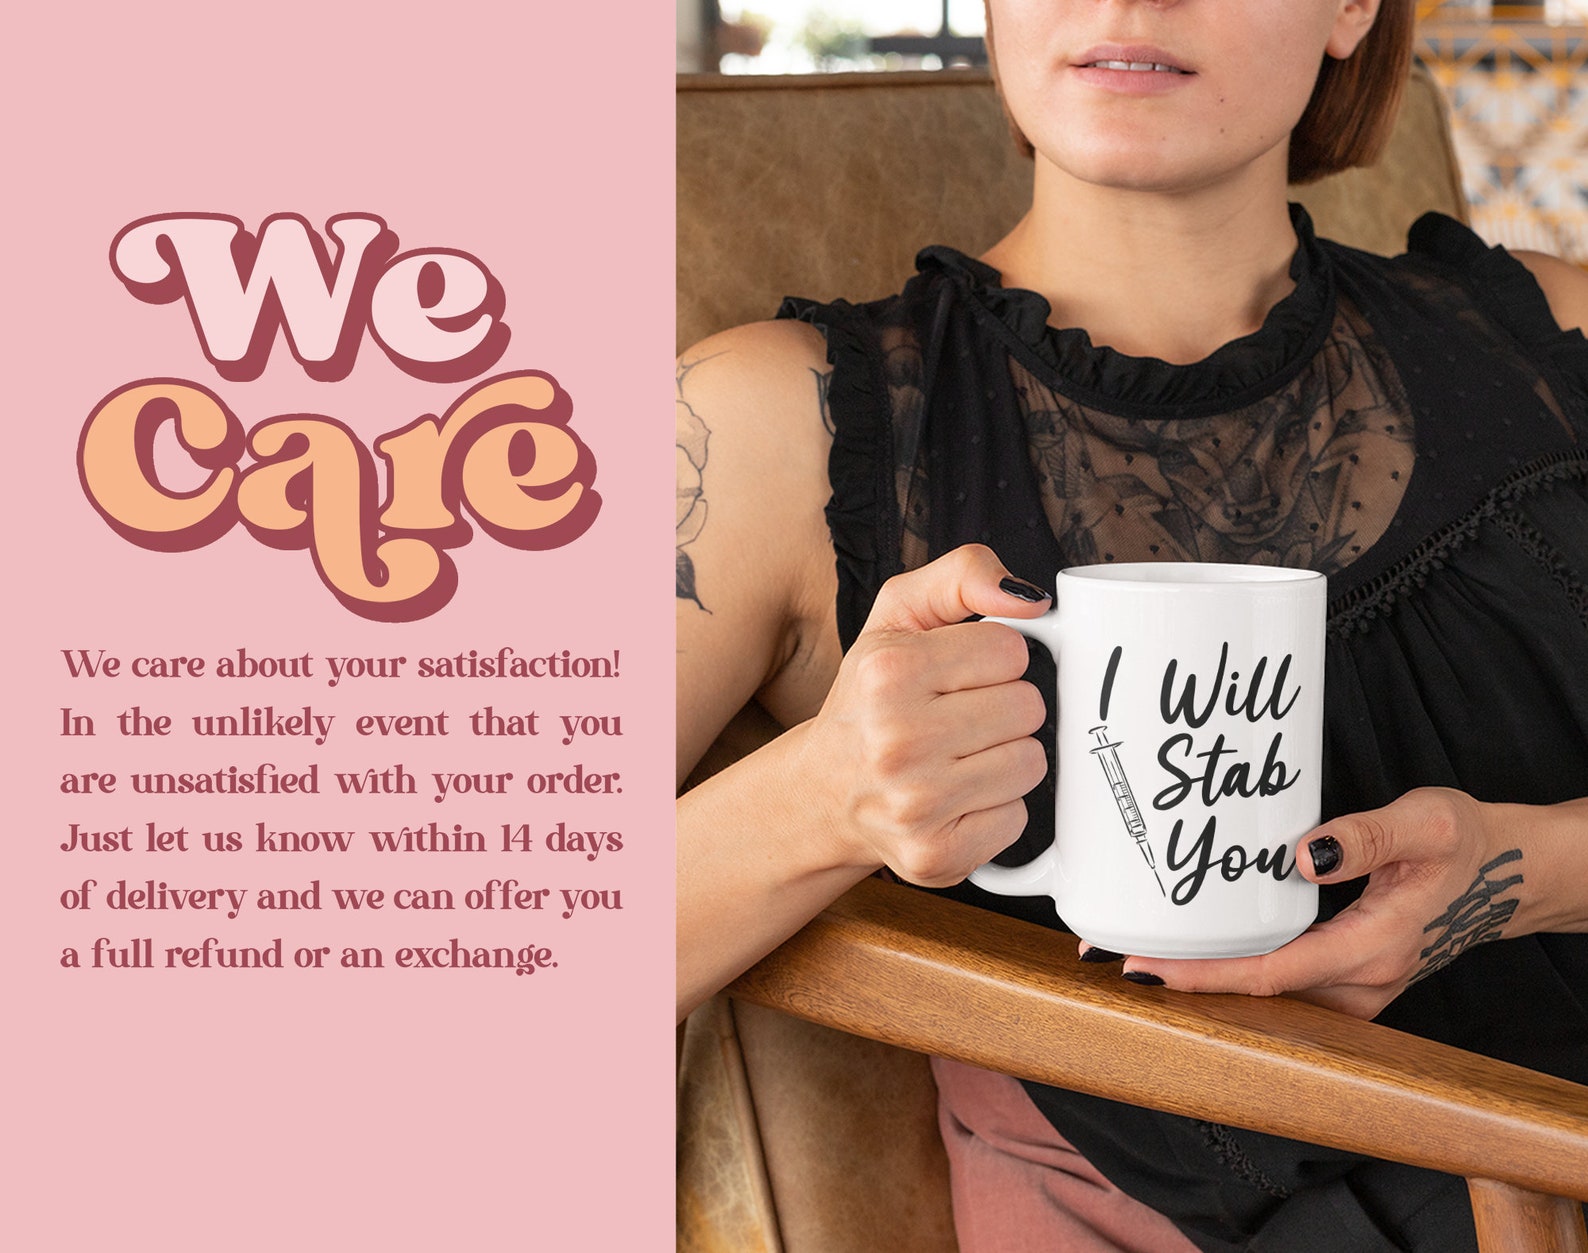 We
Care
We care about your satisfaction!
In the unlikely event that you
are unsatisfied with your order.
Just let us know within 14 days
of delivery and we can offer you
a full refund or an exchange.
I Will
Stab
You